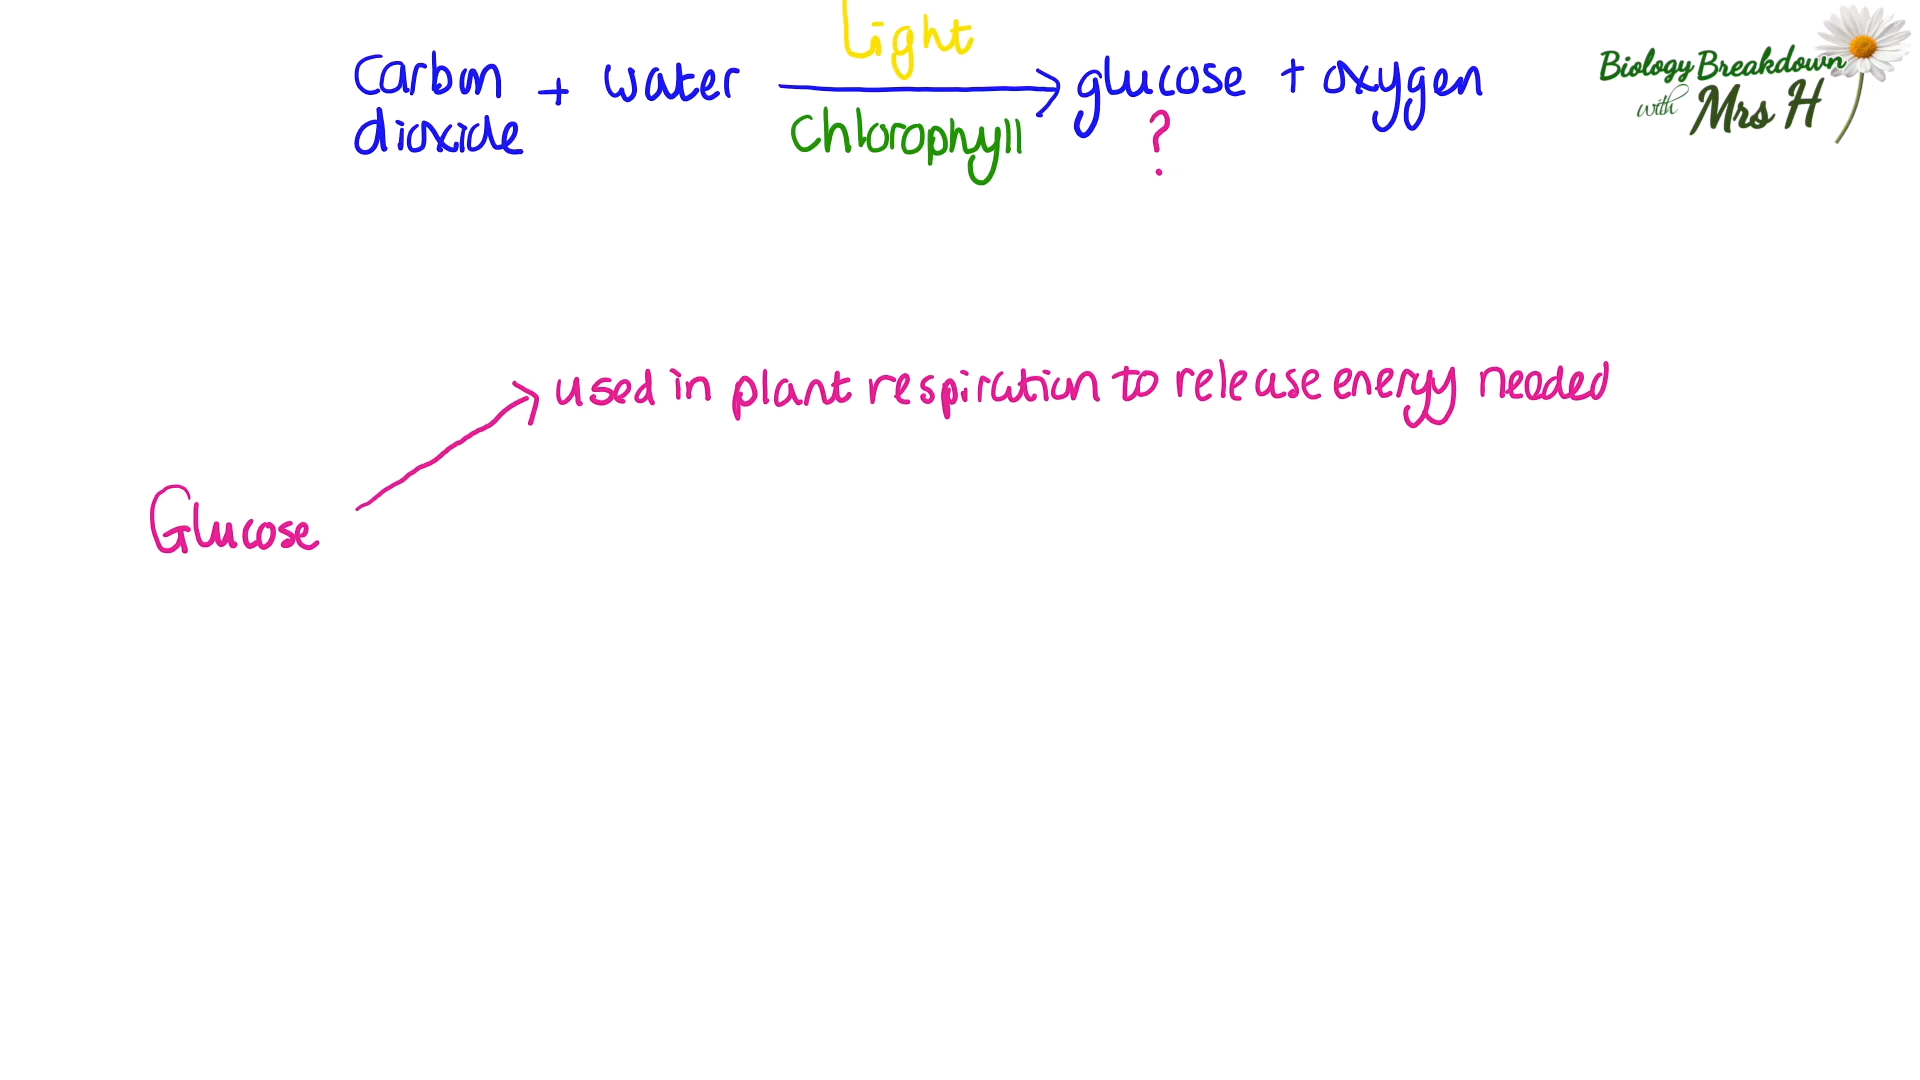 Light
Carbon + water → glucose + oxygen
dioxide
Chlorophyll
?
Biology Breakdown
with Mrs H
used in plant respiration to release energy needed
Glucose